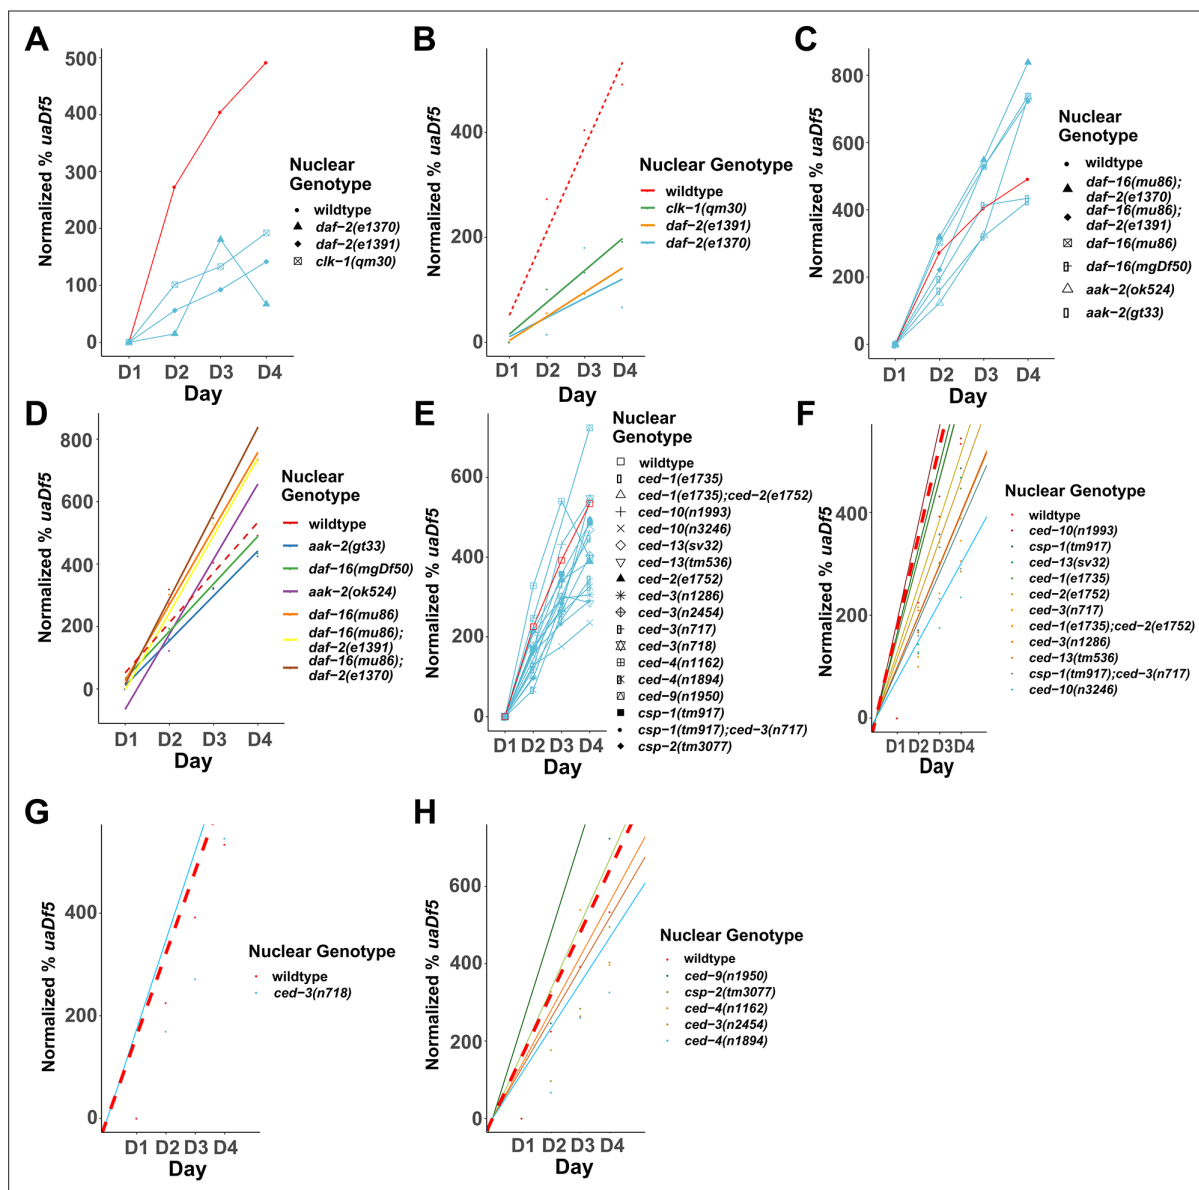 A
Normalized % uaDf5
500
400
300
200
100
0
D1 D2 D3 D4
Day
Nuclear
Genotype
wildtype
daf-2(e1370)
daf-2(e1391)
clk-1(qm30)
B
Normalized % uaDf5
400
200
0
D1 D2 D3 D4
Day
Nuclear Genotype
wildtype
clk-1(qm30)
daf-2(e1391)
daf-2(e1370)
C
Normalized % uaDf5
800
600
400
200
0
D1 D2 D3 D4
Day
Nuclear
Genotype
wildtype
daf-16(mu86);
daf-2(e1370)
daf-16(mu86);
daf-2(e1391)
daf-16(mu86)
daf-16(mgDf50)
aak-2(ok524)
aak-2(gt33)
D
Normalized % uaDf5
800
600
400
200
0
D1 D2 D3 D4
Day
Nuclear
Genotype
wildtype
aak-2(gt33)
daf-16(mgDf50)
aak-2(ok524)
daf-16(mu86)
daf-16(mu86);
daf-2(e1391)
daf-16(mu86);
daf-2(e1370)
E
Normalized % uaDf5
600
400
200
0
D1 D2 D3 D4
Day
Nuclear
Genotype
wildtype
ced-1(e1735)
ced-1(e1735);ced-2(e1752)
ced-10(n1993)
ced-10(n3246)
ced-13(sv32)
ced-13(tm536)
ced-2(e1752)
ced-3(n1286)
ced-3(n2454)
ced-3(n717)
ced-3(n718)
ced-4(n1162)
ced-4(n1894)
ced-9(n1950)
csp-1(tm917)
csp-1(tm917);ced-3(n717)
csp-2(tm3077)
F
Normalized % uaDf5
400
200
0
D1 D2 D3 D4
Day
Nuclear Genotype
wildtype
ced-10(n1993)
csp-1(tm917)
ced-13(sv32)
ced-1(e1735)
ced-2(e1752)
ced-3(n717)
ced-1(e1735);ced-2(e1752)
ced-3(n1286)
ced-13(tm536)
csp-1(tm917);ced-3(n717)
ced-10(n3246)
G
Normalized % uaDf5
400
200
0
D1 D2 D3 D4
Day
Nuclear Genotype
wildtype
ced-3(n718)
H
Normalized % uaDf5
600
400
200
0
D1 D2 D3 D4
Day
Nuclear Genotype
wildtype
ced-9(n1950)
csp-2(tm3077)
ced-4(n1162)
ced-3(n2454)
ced-4(n1894)